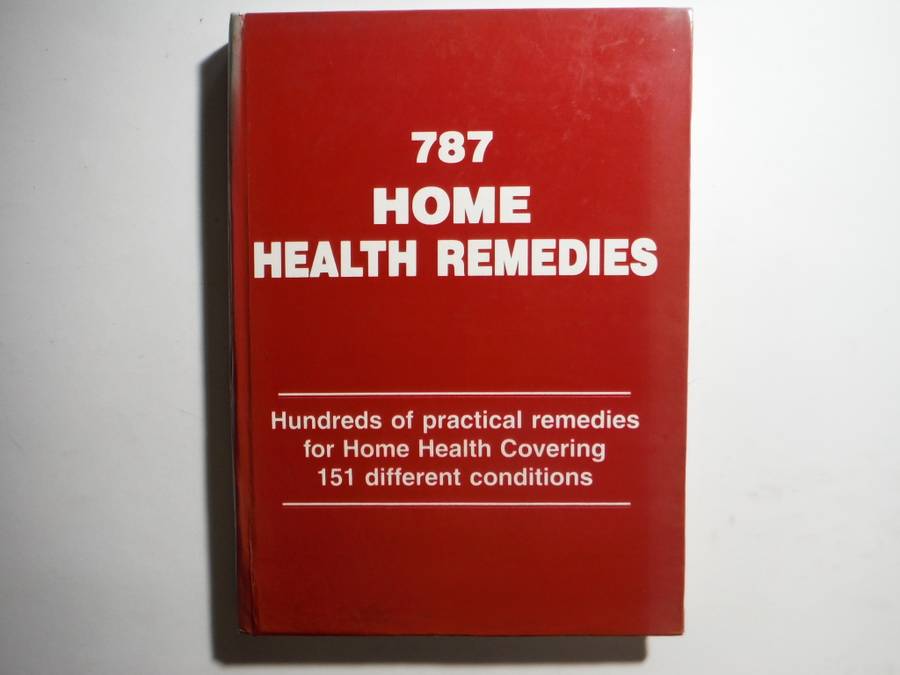 787
HOME
HEALTH REMEDIES
Hundreds of practical remedies
for Home Health Covering
151 different conditions